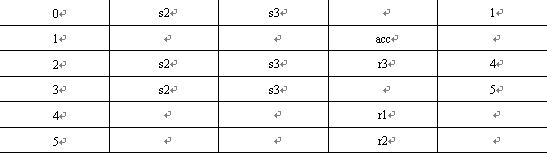 0 s2 s3 1
1 acc
2 s2 s3 r3 4
3 s2 s3 5
4 r1
5 r2